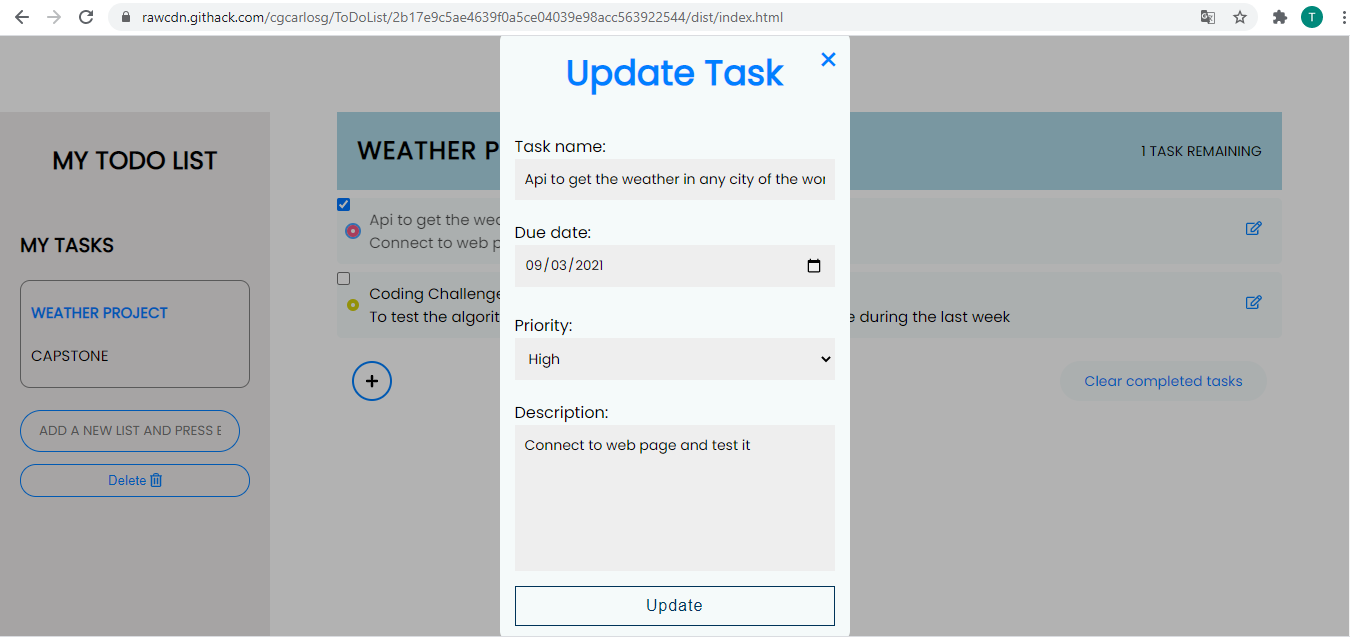 rawcdn.githack.com/cgcarlosg/ToDoList/2b17e9c5ae4639f0a5ce04039e98acc563922544/dist/index.html
T
Update Task
MY TODO LIST
WEATHER P
1 TASK REMAINING
Task name:
Api to get the weather in any city of the wor
Api to get the wea
Connect to web p
Due date:
09/03/2021
MY TASKS
WEATHER PROJECT
CAPSTONE
Coding Challenge
To test the algorit
e during the last week
Priority:
High
Clear completed tasks
Description:
Connect to web page and test it
ADD A NEW LIST AND PRESS E
Delete
Update